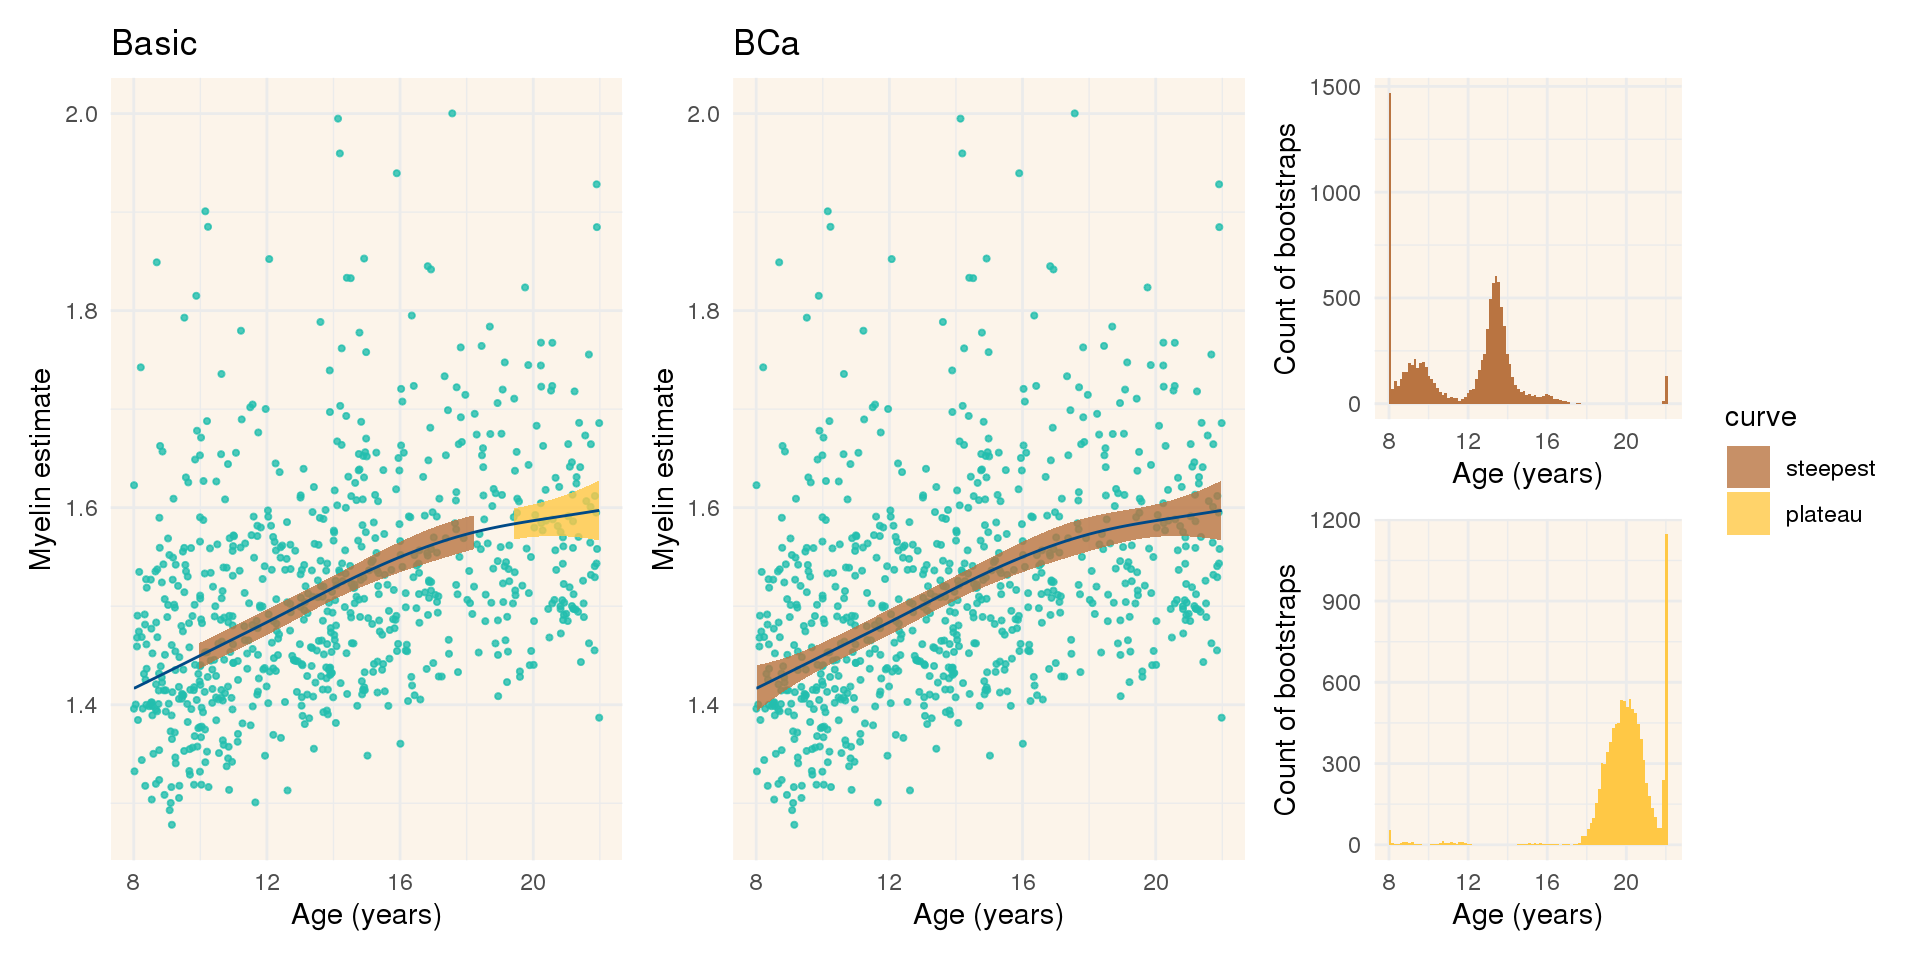 Basic
2.0
1.8
1.6
1.4
Myelin estimate
8 12 16 20
Age (years)
BCa
2.0
1.8
1.6
1.4
Myelin estimate
8 12 16 20
Age (years)
1500
1000
500
0
Count of bootstraps
8 12 16 20
Age (years)
1200
900
600
300
0
Count of bootstraps
8 12 16 20
Age (years)
curve
steepest
plateau